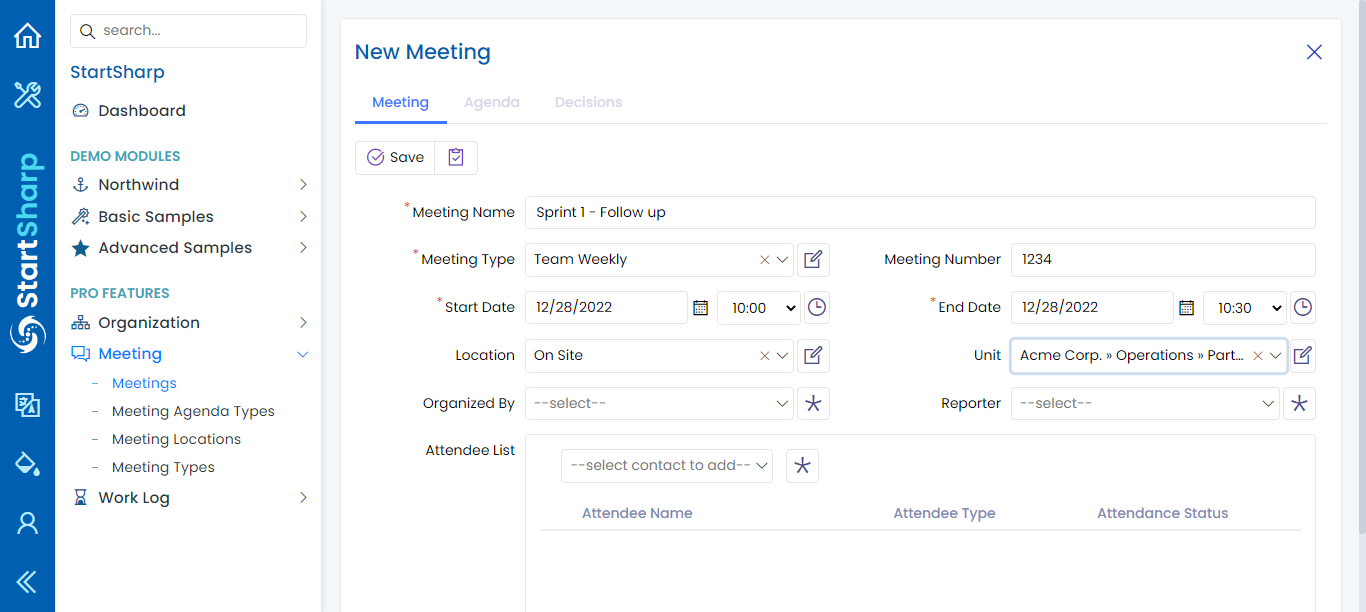 search...
StartSharp
StartSharp
Dashboard
DEMO MODULES
Northwind
Basic Samples
Advanced Samples
PRO FEATURES
Organization
Meeting
Meetings
Meeting Agenda Types
Meeting Locations
Meeting Types
Work Log
New Meeting
Meeting Agenda Decisions
Save
*Meeting Name Sprint 1 - Follow up
*Meeting Type Team Weekly Meeting Number 1234
*Start Date 12/28/2022 10:00 *End Date 12/28/2022 10:30
Location On Site Unit Acme Corp. » Operations » Part...
Organized By --select-- Reporter --select--
Attendee List
--select contact to add--
Attendee Name Attendee Type Attendance Status